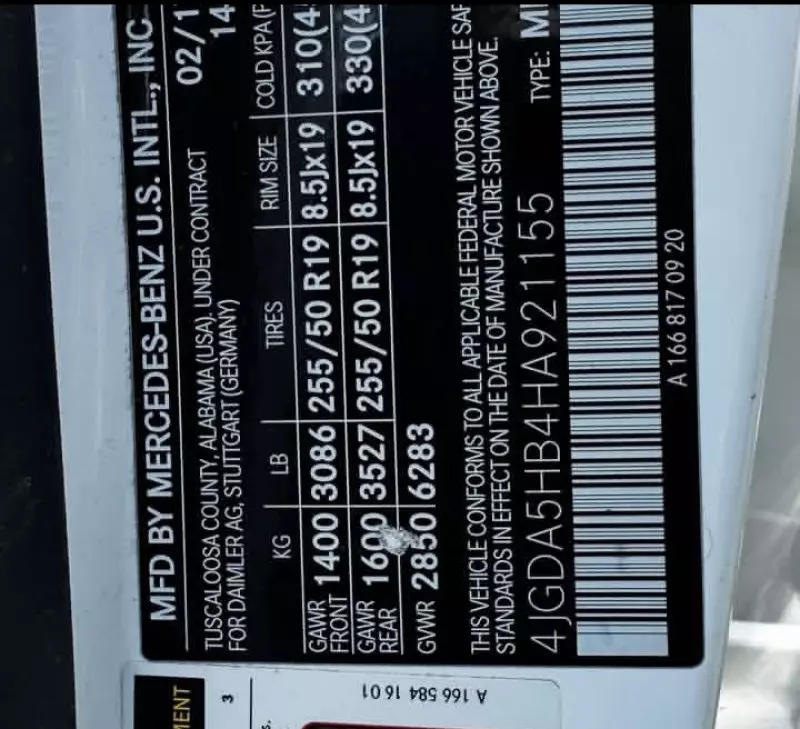 MFD BY MERCEDES-BENZ U.S. INTL., INC
02/1
14
TUSCALOOSA COUNTY, ALABAMA (USA). UNDER CONTRACT
FOR DAIMLER AG, STUTTGART (GERMANY)
KG LB TIRES RIM SIZE COLD KPA(P
GAWR FRONT 1400 3086 255/50 R19 8.5Jx19 310(4
GAWR REAR 1600 3527 255/50 R19 8.5Jx19 330(4
GVWR 2850 6283
THIS VEHICLE CONFORMS TO ALL APPLICABLE FEDERAL MOTOR VEHICLE SAF
STANDARDS IN EFFECT ON THE DATE OF MANUFACTURE SHOWN ABOVE.
4JGDA5HB4HA921155 TYPE: M
A 166 817 09 20
MENT
3
s.
A 166 584 16 01